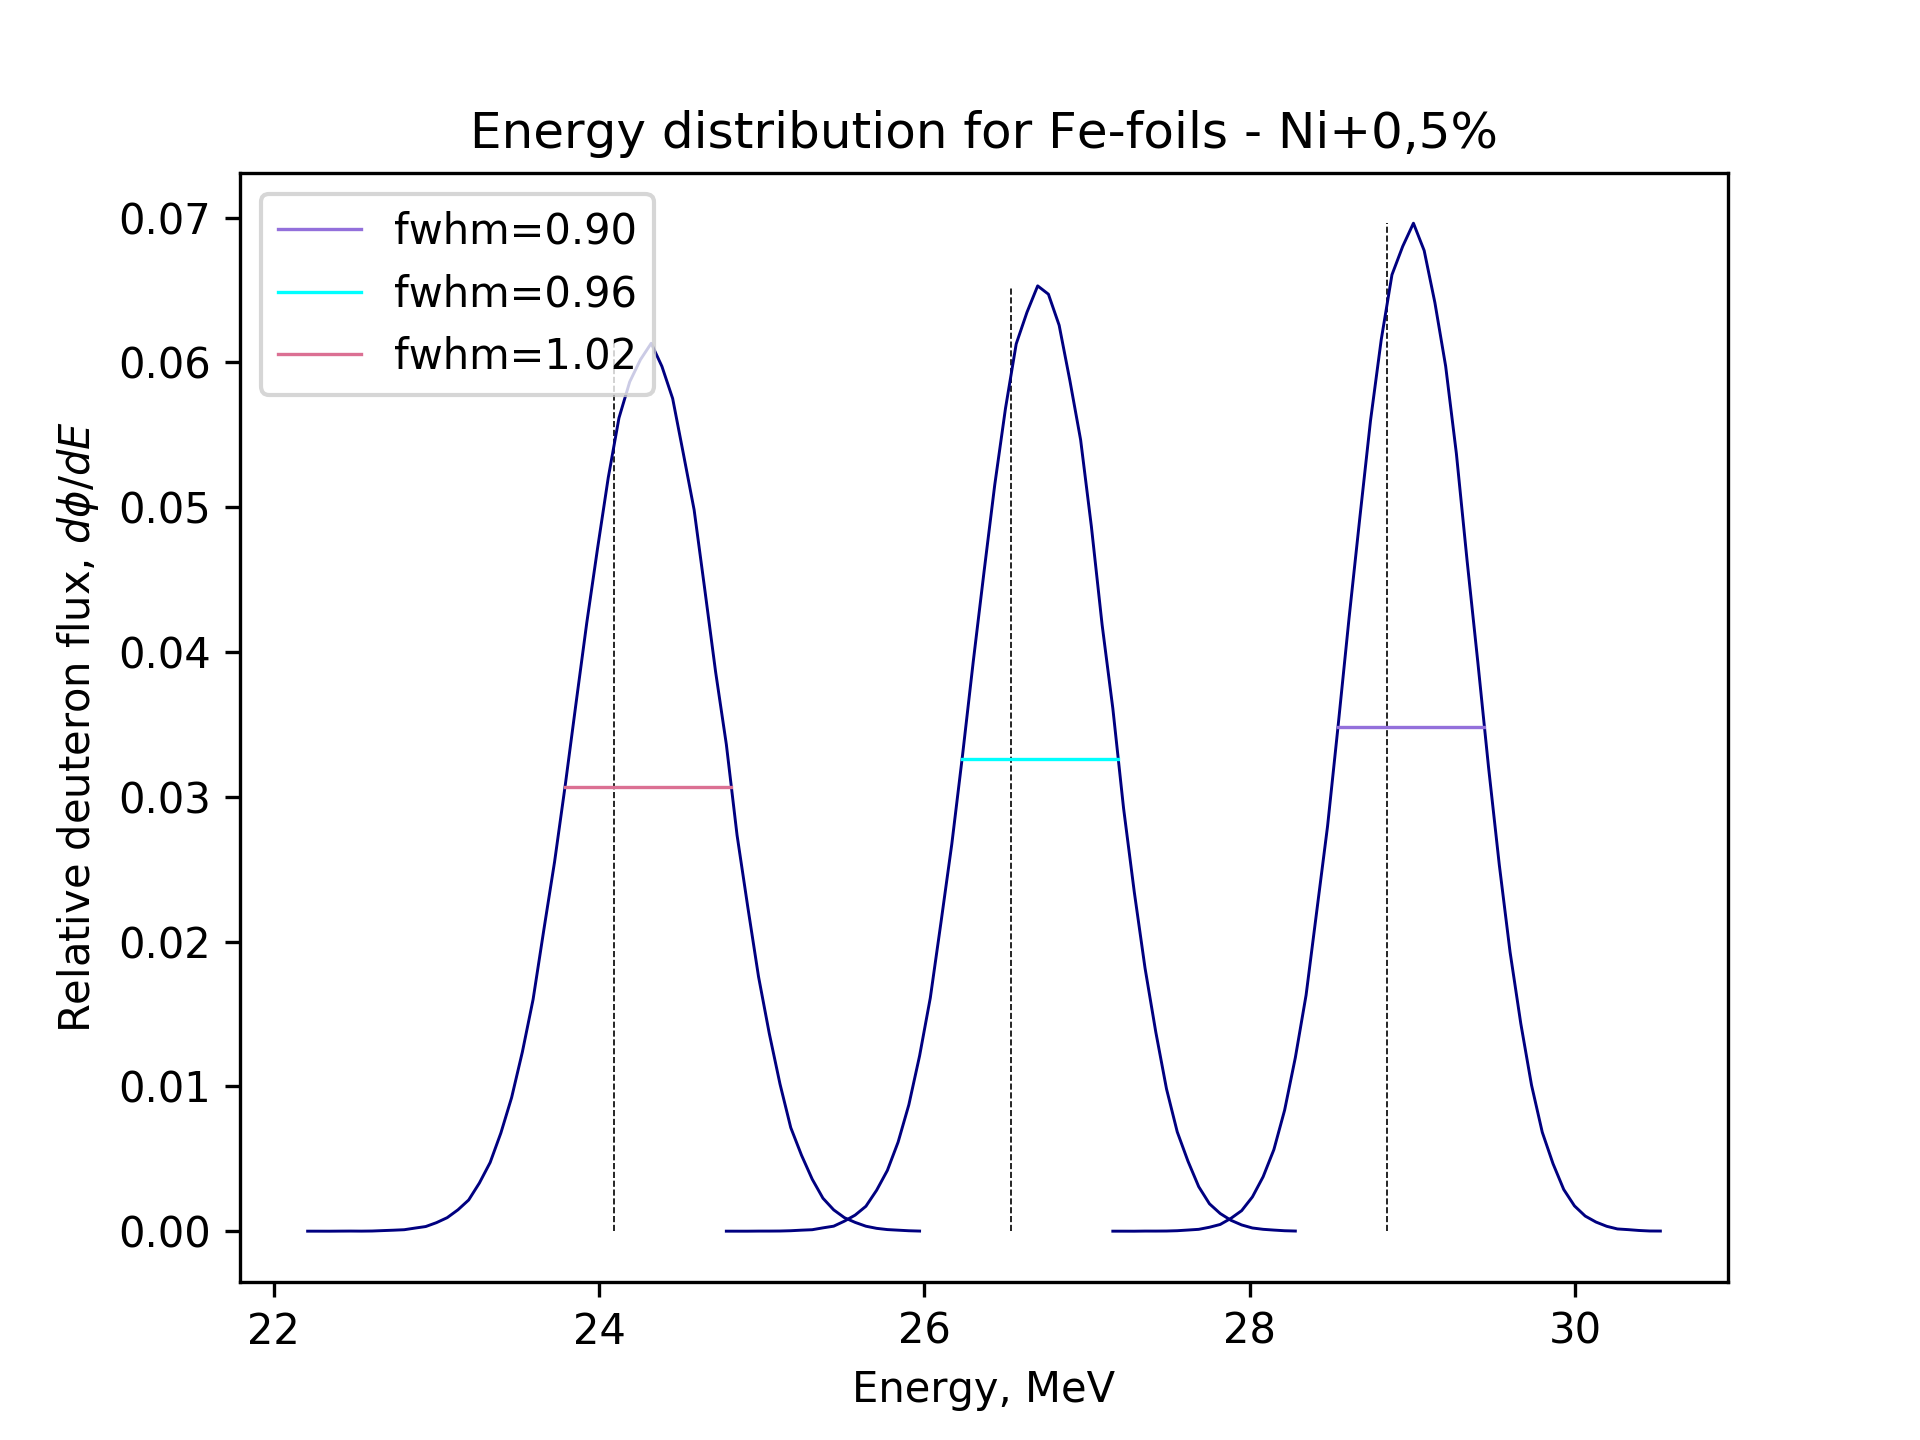 Energy distribution for Fe-foils - Ni+0,5%
fwhm=0.90
fwhm=0.96
fwhm=1.02
0.07
0.06
0.05
0.04
0.03
0.02
0.01
0.00
Relative deuteron flux, dϕ/dE
22 24 26 28 30
Energy, MeV